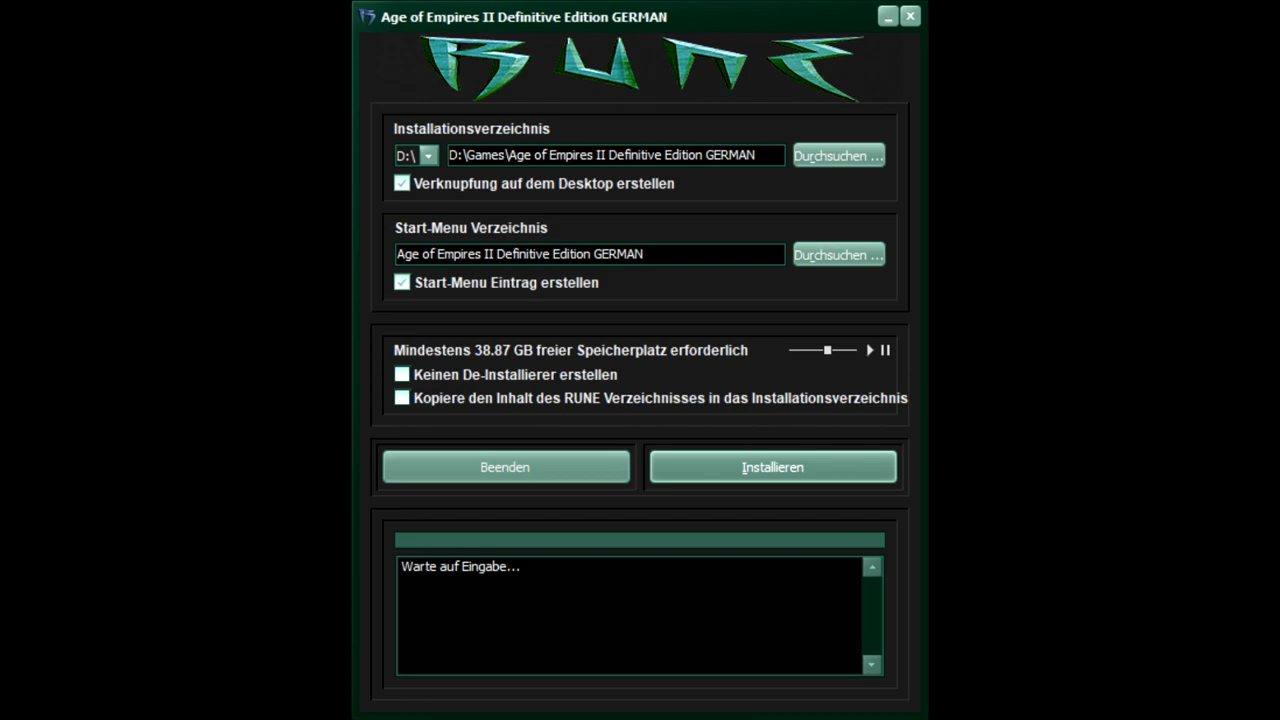 Age of Empires II Definitive Edition GERMAN
RUNE
Installationsverzeichnis
D:\ D:\Games\Age of Empires II Definitive Edition GERMAN Durchsuchen ...
Verknupfung auf dem Desktop erstellen
Start-Menu Verzeichnis
Age of Empires II Definitive Edition GERMAN Durchsuchen ...
Start-Menu Eintrag erstellen
Mindestens 38.87 GB freier Speicherplatz erforderlich
Keinen De-Installierer erstellen
Kopiere den Inhalt des RUNE Verzeichnisses in das Installationsverzeichnis
Beenden Installieren
Warte auf Eingabe...